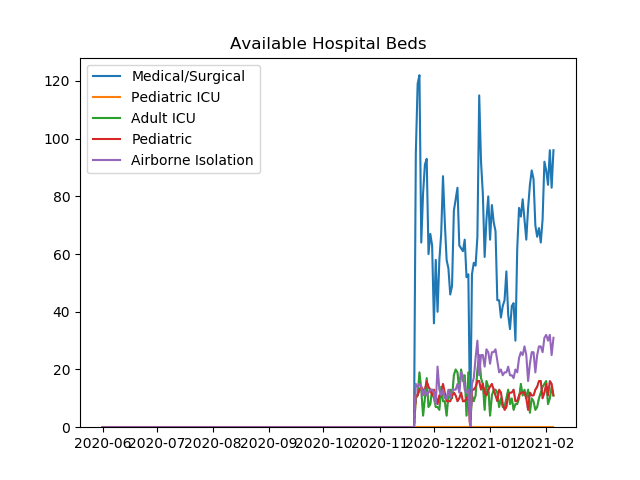 Available Hospital Beds
120
100
80
60
40
20
0
Medical/Surgical
Pediatric ICU
Adult ICU
Pediatric
Airborne Isolation
2020-06 2020-07 2020-08 2020-09 2020-10 2020-11 2020-12 2021-01 2021-02